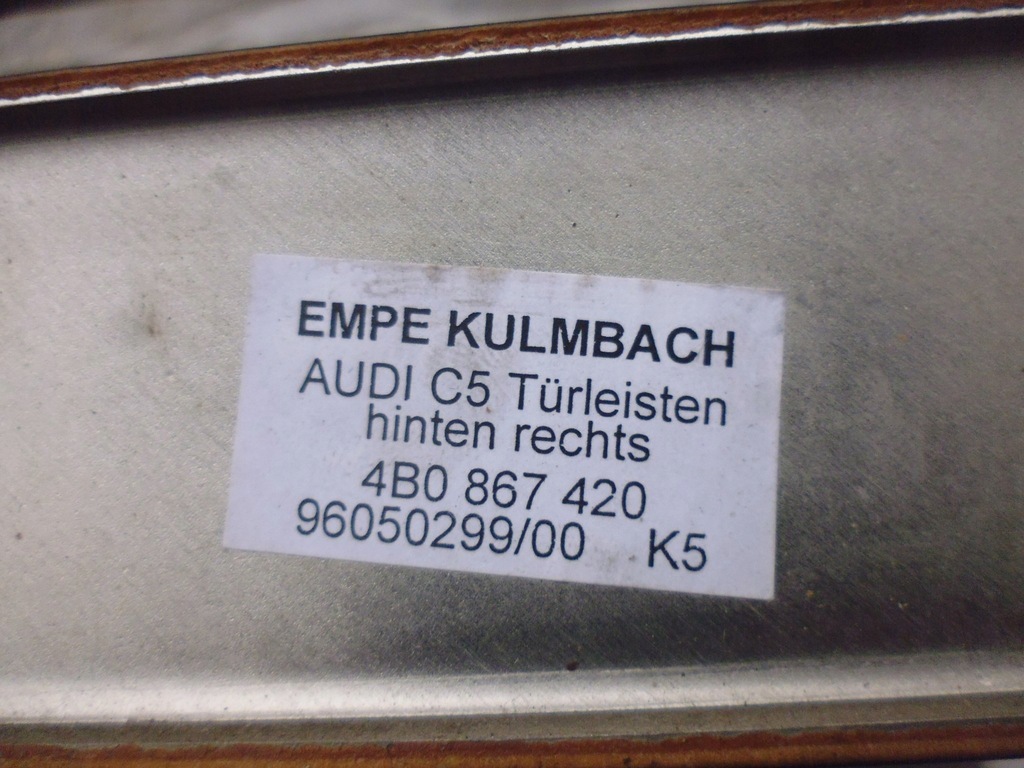 EMPE KULMBACH
AUDI C5 Türleisten
hinten rechts
4B0 867 420
96050299/00 K5